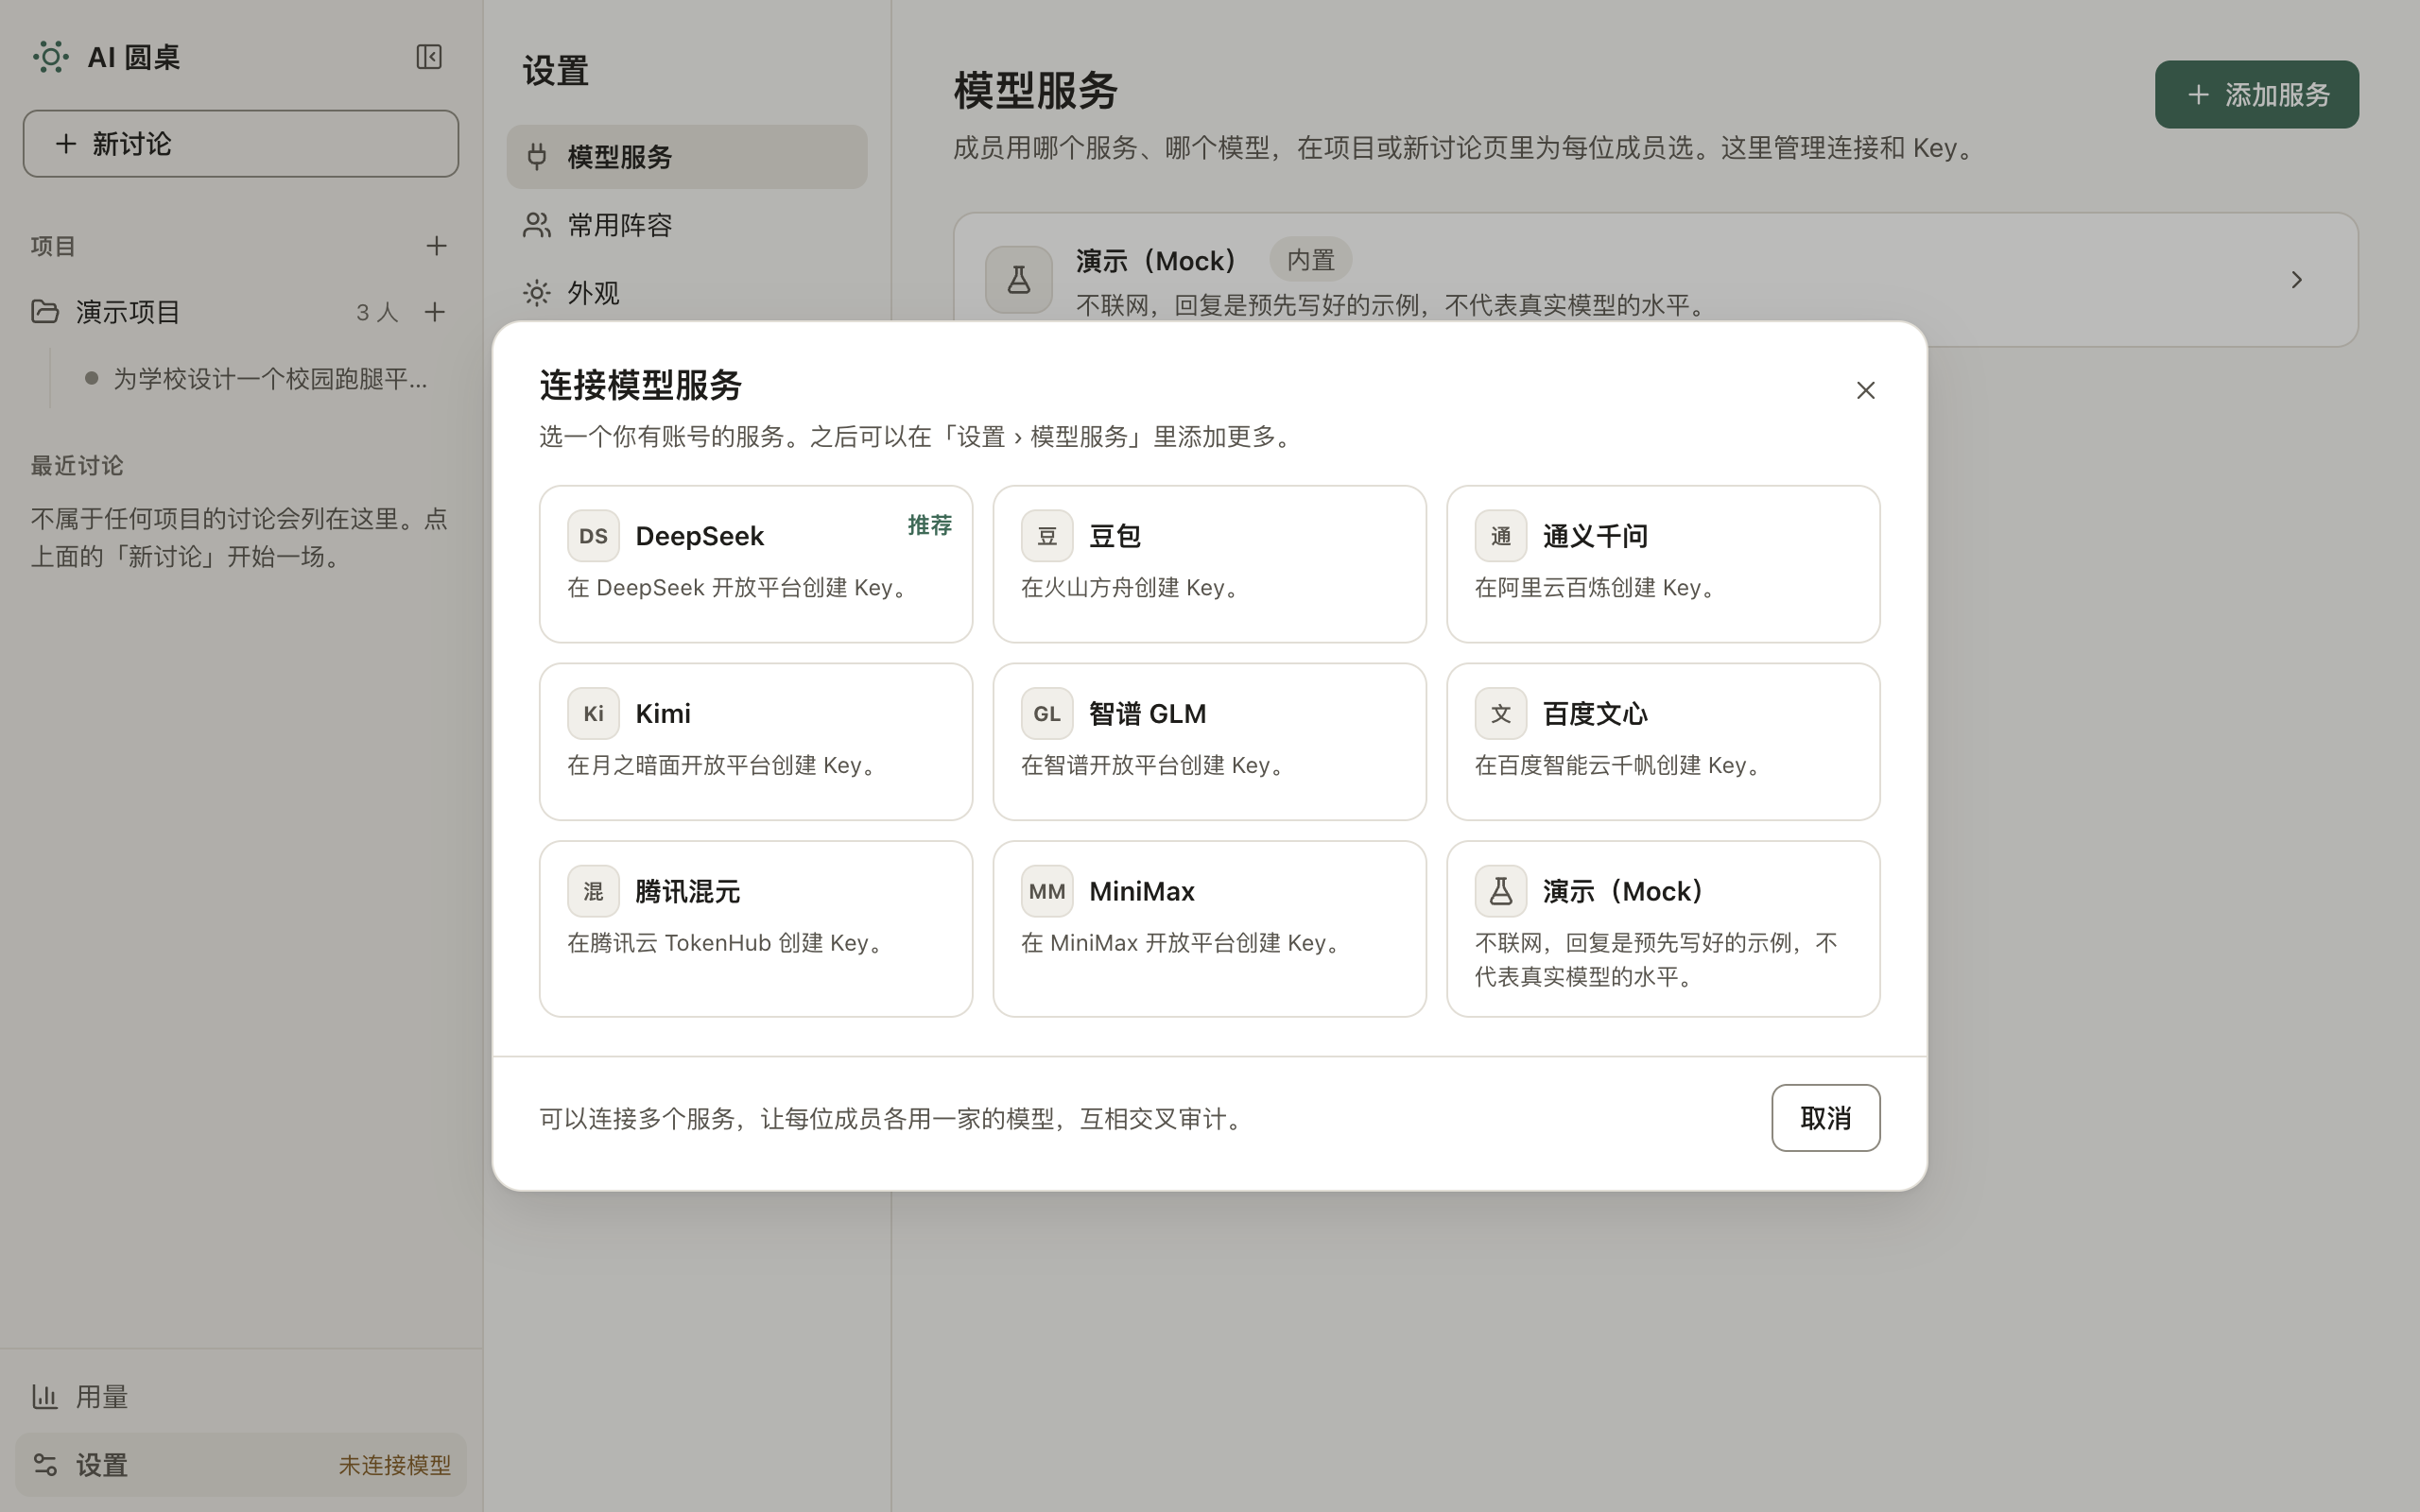 AI 圆桌
新讨论
项目
演示项目 3 人
为学校设计一个校园跑腿平...
最近讨论
不属于任何项目的讨论会列在这里。点
上面的「新讨论」开始一场。
用量
设置 未连接模型
设置
模型服务
常用阵容
外观
模型服务
成员用哪个服务、哪个模型，在项目或新讨论页里为每位成员选。这里管理连接和 Key。
添加服务
演示（Mock） 内置
不联网，回复是预先写好的示例，不代表真实模型的水平。
连接模型服务
选一个你有账号的服务。之后可以在「设置 › 模型服务」里添加更多。
DS DeepSeek 推荐
在 DeepSeek 开放平台创建 Key。
豆 豆包
在火山方舟创建 Key。
通 通义千问
在阿里云百炼创建 Key。
Ki Kimi
在月之暗面开放平台创建 Key。
GL 智谱 GLM
在智谱开放平台创建 Key。
文 百度文心
在百度智能云千帆创建 Key。
混 腾讯混元
在腾讯云 TokenHub 创建 Key。
MM MiniMax
在 MiniMax 开放平台创建 Key。
演示（Mock）
不联网，回复是预先写好的示例，不
代表真实模型的水平。
可以连接多个服务，让每位成员各用一家的模型，互相交叉审计。
取消